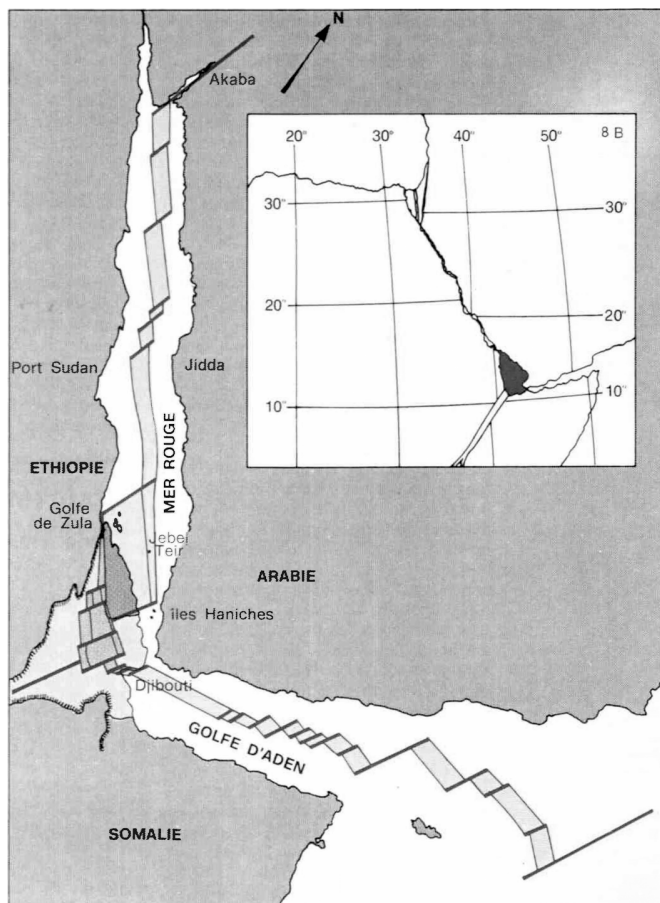 N
Akaba
20° 30° 40° 50° 8 B
30° 30°
20° 20°
10° 10°
Port Sudan
Jidda
MER ROUGE
ETHIOPIE
Golfe
de Zula
Jebel
Teir
ARABIE
îles Haniches
Djibouti
GOLFE D'ADEN
SOMALIE